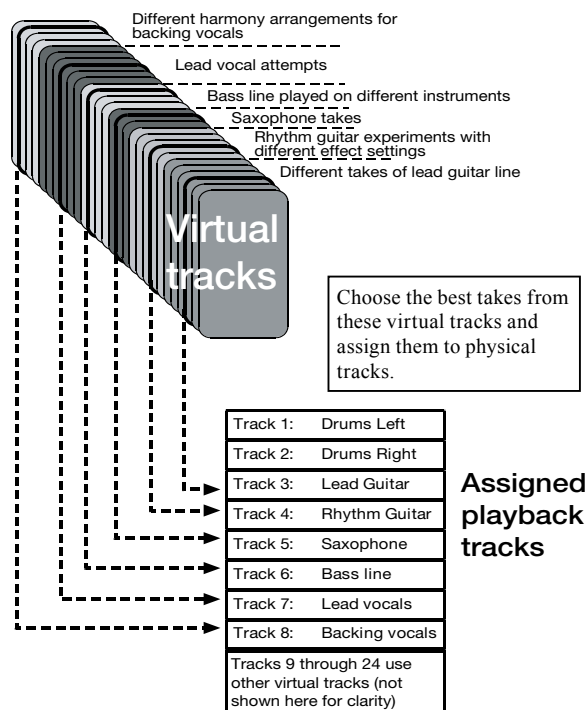 Different harmony arrangements for
backing vocals
Lead vocal attempts
Bass line played on different instruments
Saxophone takes
Rhythm guitar experiments with
different effect settings
Different takes of lead guitar line
Virtual
tracks
Choose the best takes from
these virtual tracks and
assign them to physical
tracks.
Track 1: Drums Left
Track 2: Drums Right
Track 3: Lead Guitar
Track 4: Rhythm Guitar
Track 5: Saxophone
Track 6: Bass line
Track 7: Lead vocals
Track 8: Backing vocals
Tracks 9 through 24 use
other virtual tracks (not
shown here for clarity)
Assigned
playback
tracks